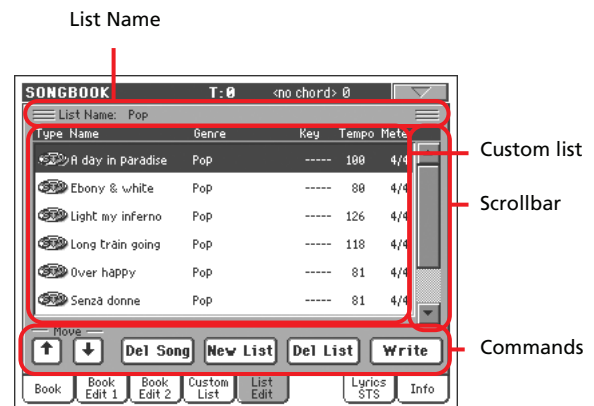 List Name
SONGBOOK T:0 <no chord> 0
List Name: Pop
Type Name Genre Key Tempo Meter
A day in paradise Pop ----- 100 4/4
Ebony & white Pop ----- 80 4/4
Light my inferno Pop ----- 126 4/4
Long train going Pop ----- 118 4/4
Over happy Pop ----- 81 4/4
Senza donne Pop ----- 81 4/4
Custom list
Scrollbar
Move
Del Song New List Del List Write
Commands
Book Book Edit 1 Book Edit 2 Custom List List Edit Lyrics STS Info